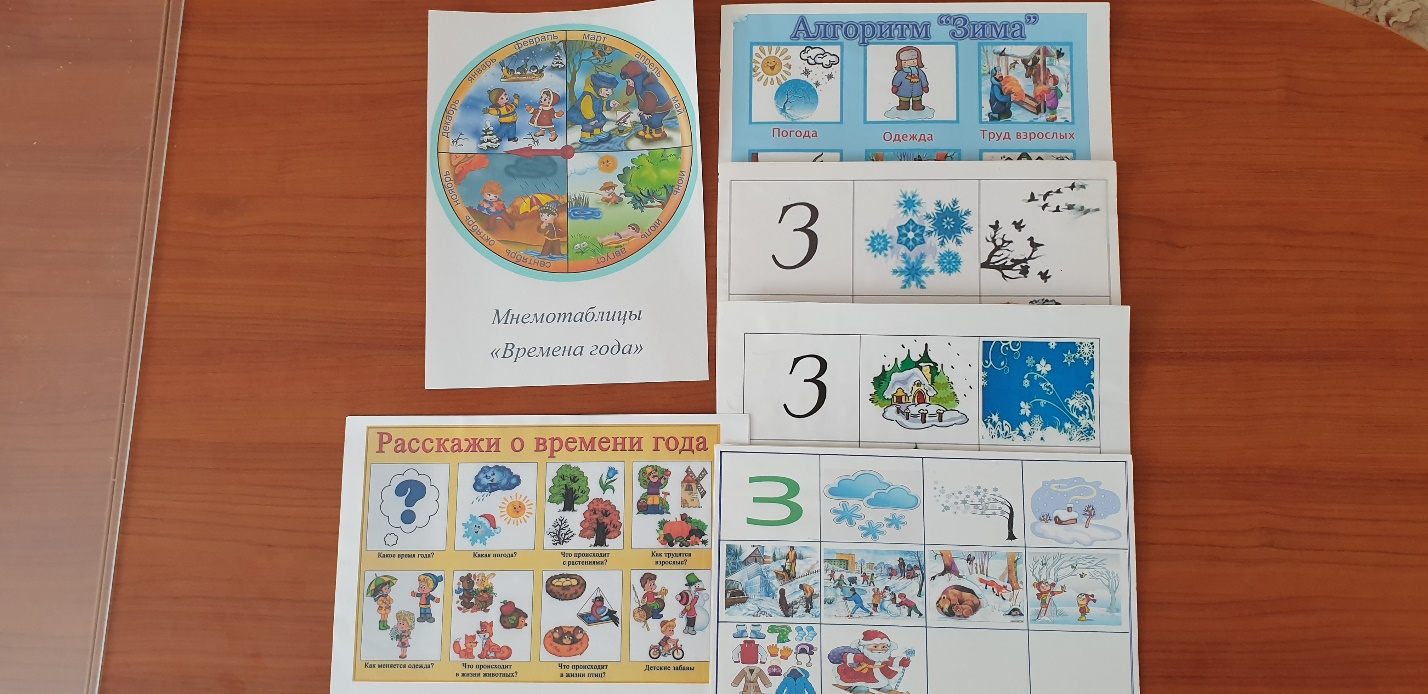 февраль
март
январь
апрель
декабрь
май
ноябрь
июнь
октябрь
июль
сентябрь
август
Мнемотаблицы
«Времена года»
Алгоритм “Зима”
Погода
Одежда
Труд взрослых
З
З
Расскажи о времени года
?
Какое время года?
Какая погода?
Что происходит
с растениями?
Как трудятся
взрослые?
Как меняется одежда?
Что происходит
в жизни животных?
Что происходит
в жизни птиц?
Детские забавы
З